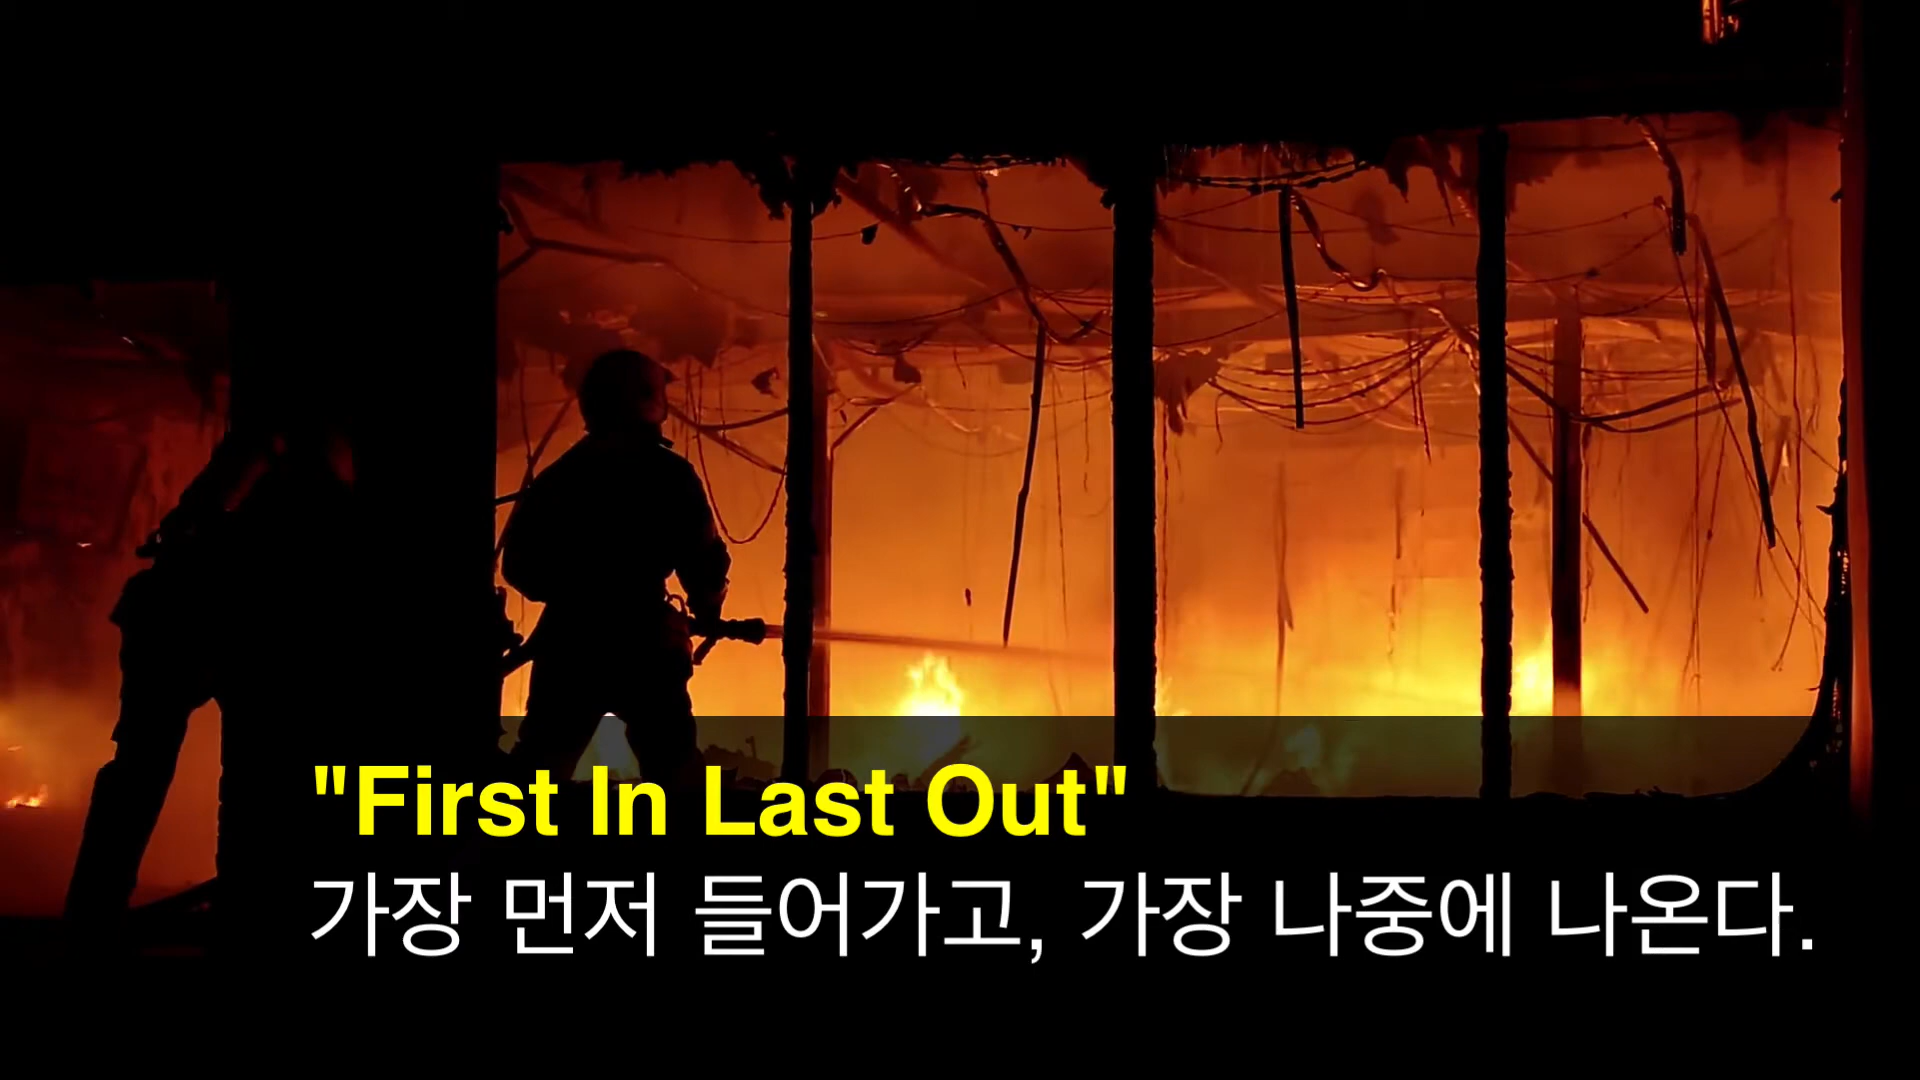 "First In Last Out"
가장 먼저 들어가고, 가장 나중에 나온다.